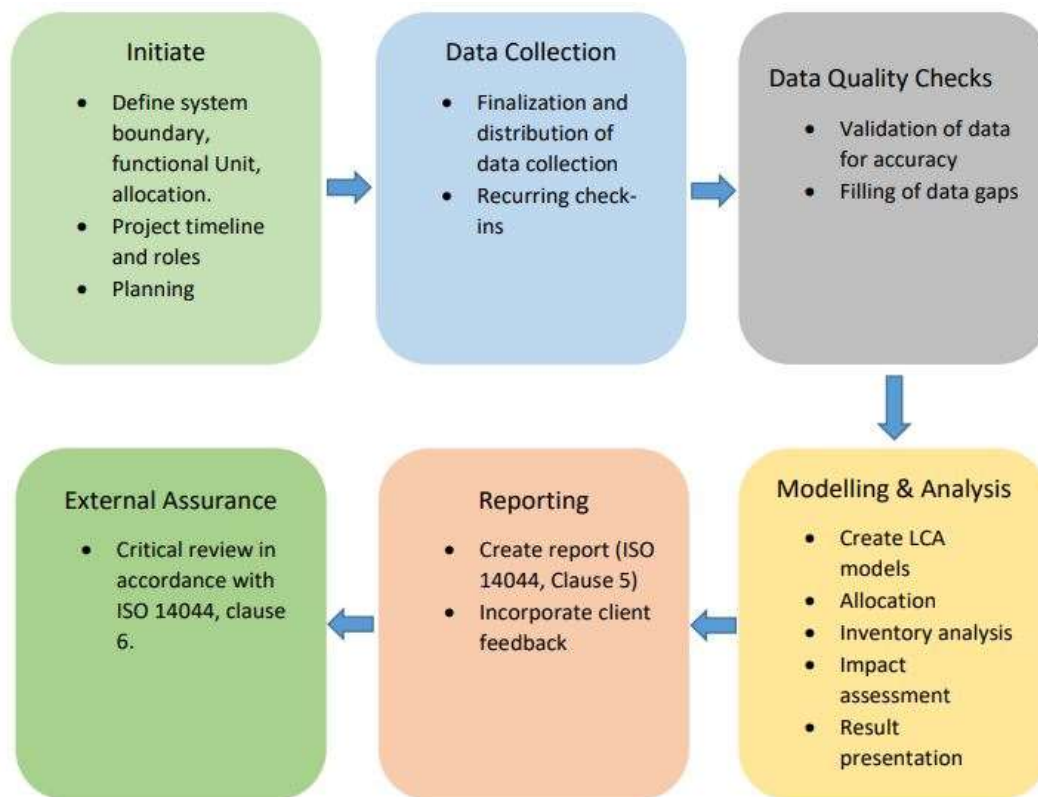 Initiate
• Define system
boundary,
functional Unit,
allocation.
• Project timeline
and roles
• Planning
Data Collection
• Finalization and
distribution of
data collection
• Recurring check-
ins
Data Quality Checks
• Validation of data
for accuracy
• Filling of data gaps
Modelling & Analysis
• Create LCA
models
• Allocation
• Inventory analysis
• Impact
assessment
• Result
presentation
Reporting
• Create report (ISO
14044, Clause 5)
• Incorporate client
feedback
External Assurance
• Critical review in
accordance with
ISO 14044, clause
6.